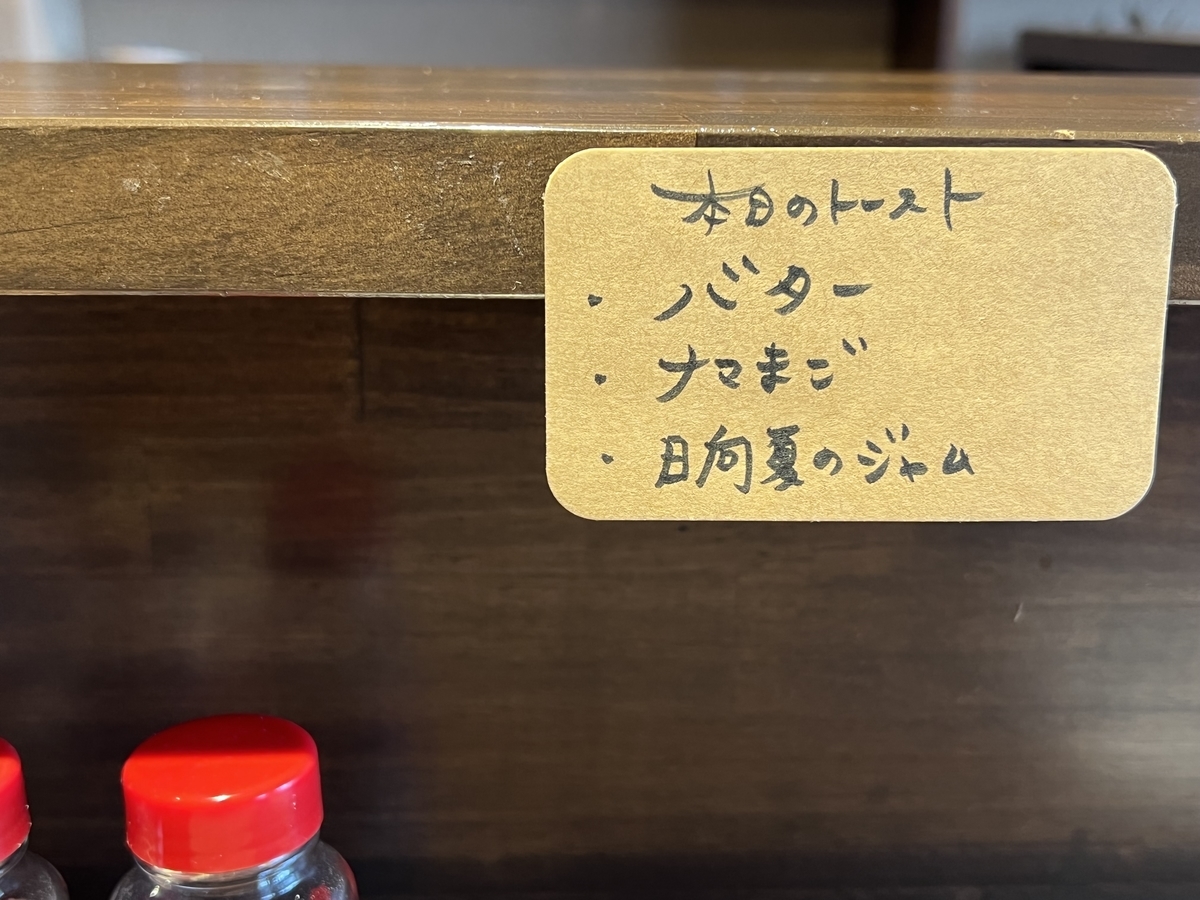 本日のトースト
・バター
・ナマまご
・日向夏のジャム